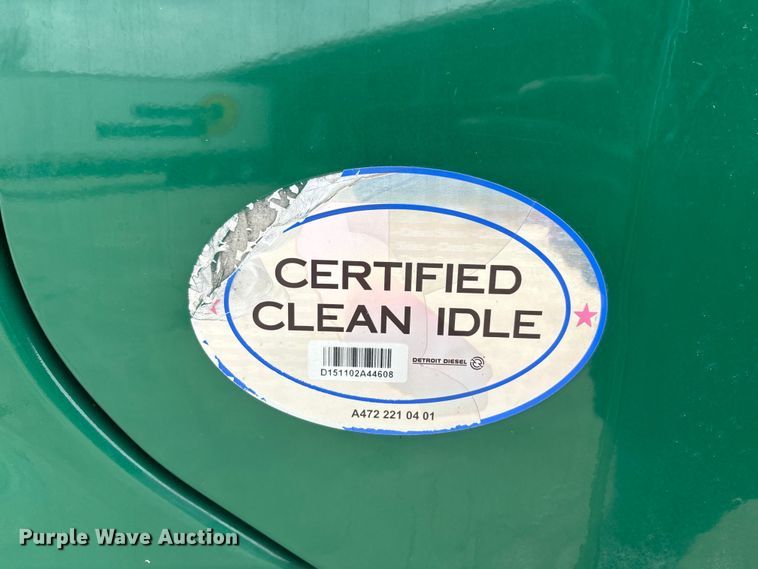 CERTIFIED
CLEAN IDLE
D151102A44608
DETROIT DIESEL
A472 221 04 01
Purple Wave Auction